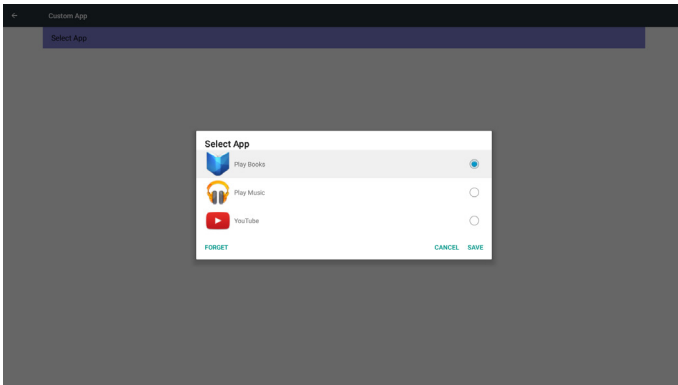 Custom App
Select App
Select App
Play Books
Play Music
YouTube
FORGET CANCEL SAVE